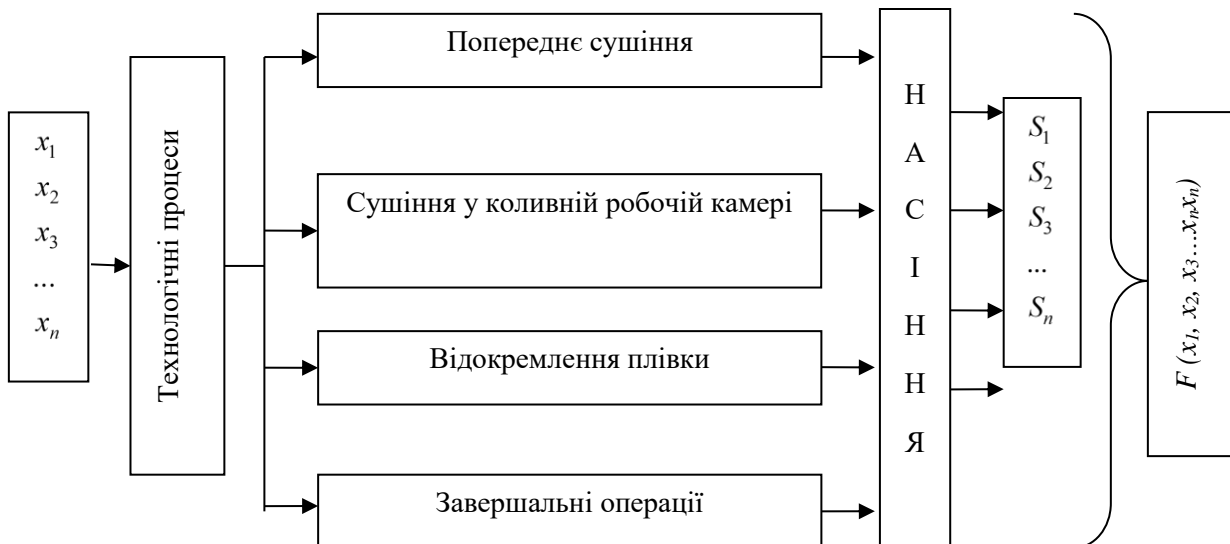 x1
x2
x3
...
xn
Технологічні процеси
Попереднє сушіння
Сушіння у коливній робочій камері
Відокремлення плівки
Завершальні операції
Н
А
С
І
Н
Н
Я
S1
S2
S3
...
Sn
F (x1, x2, x3...xnxn)